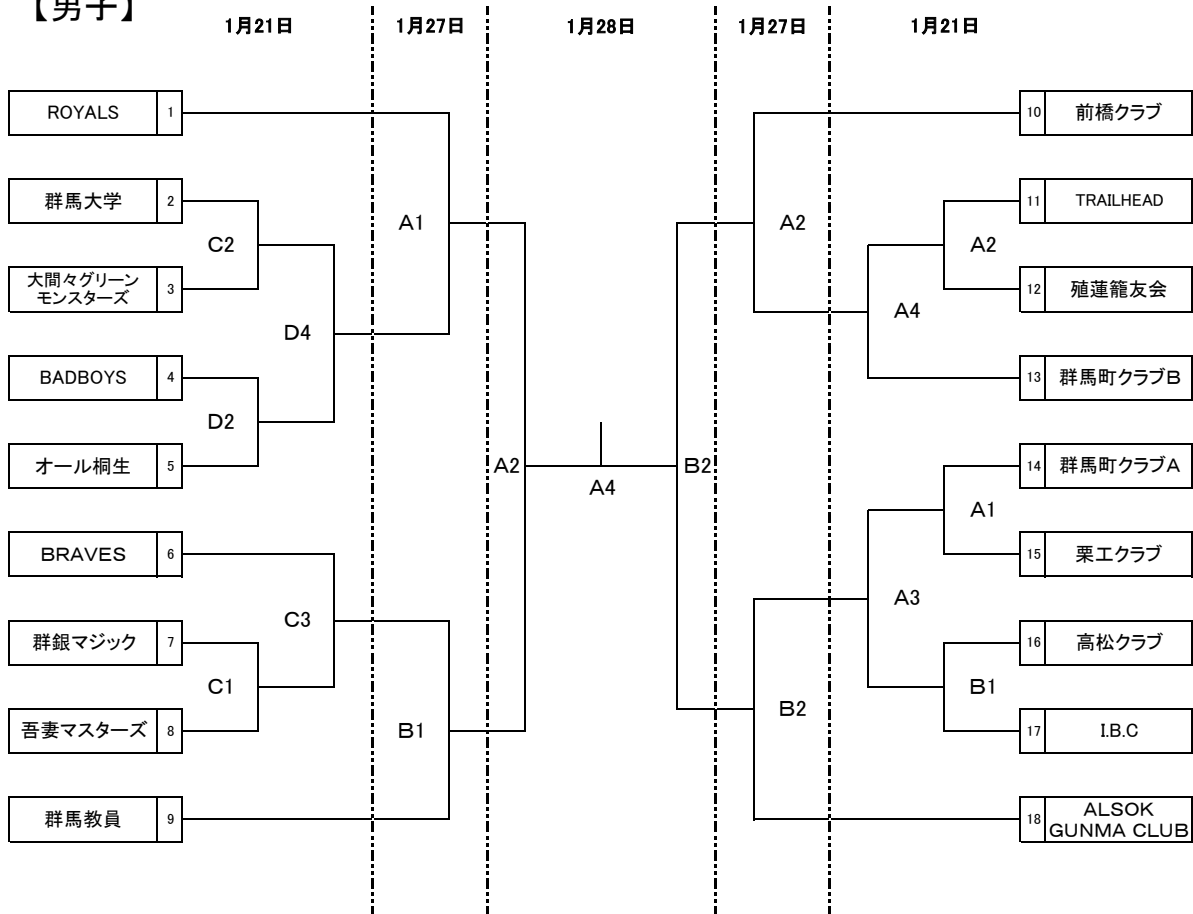 【男子】
1月21日
1月27日
1月28日
1月27日
1月21日
ROYALS
1
10
前橋クラブ
群馬大学
2
11
TRAILHEAD
A1
A2
C2
A2
大間々グリーン
モンスターズ
3
12
殖蓮籠友会
A4
D4
BADBOYS
4
13
群馬町クラブB
D2
オール桐生
5
A2
A4
B2
14
群馬町クラブA
A1
BRAVES
6
15
栗工クラブ
A3
C3
群銀マジック
7
16
高松クラブ
C1
B1
吾妻マスターズ
8
B1
B2
17
I.B.C
群馬教員
9
18
ALSOK
GUNMA CLUB